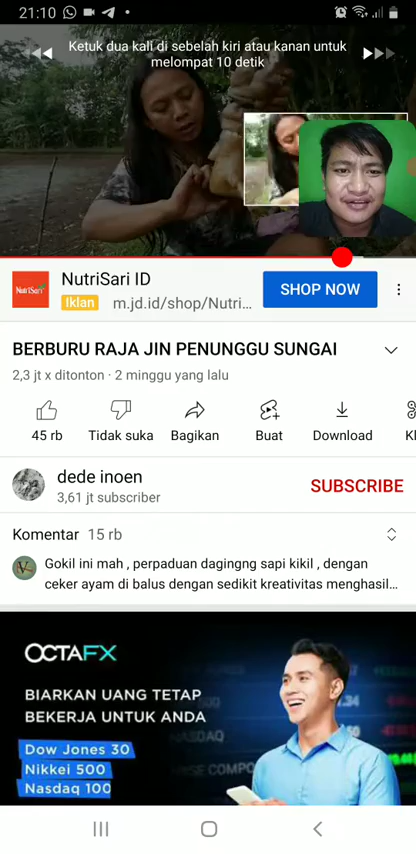 21:10
Ketuk dua kali di sebelah kiri atau kanan untuk
melompat 10 detik
NutriSari
NutriSari ID
SHOP NOW
Iklan m.jd.id/shop/Nutri...
BERBURU RAJA JIN PENUNGGU SUNGAI
2,3 jt x ditonton · 2 minggu yang lalu
45 rb Tidak suka Bagikan Buat Download Kl
dede inoen
SUBSCRIBE
3,61 jt subscriber
Komentar 15 rb
Gokil ini mah , perpaduan dagingng sapi kikil , dengan
ceker ayam di balus dengan sedikit kreativitas menghasil...
OCTAFX
BIARKAN UANG TETAP
BEKERJA UNTUK ANDA
Dow Jones 30
Nikkei 500
Nasdaq 100